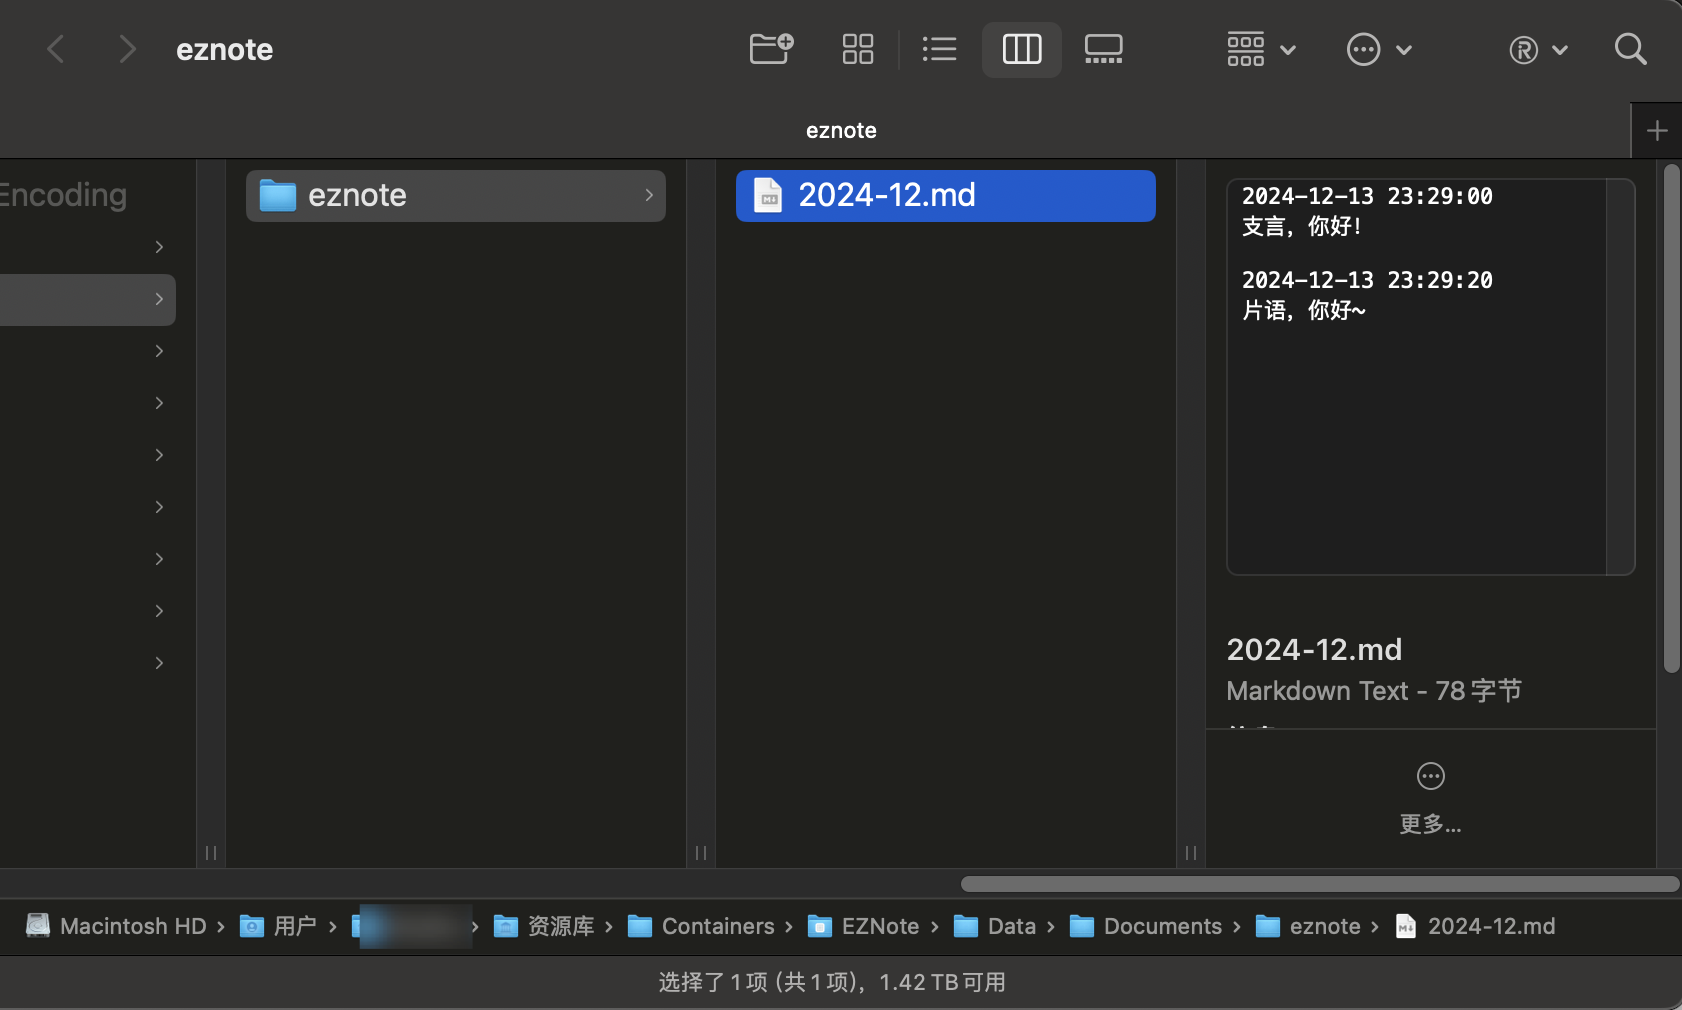 eznote
eznote
Encoding
eznote
2024-12.md
2024-12-13 23:29:00
支言，你好！
2024-12-13 23:29:20
片语，你好~
2024-12.md
Markdown Text - 78 字节
更多...
Macintosh HD › 用户 › › 资源库 › Containers › EZNote › Data › Documents › eznote › 2024-12.md
选择了 1 项 (共 1 项)，1.42 TB 可用